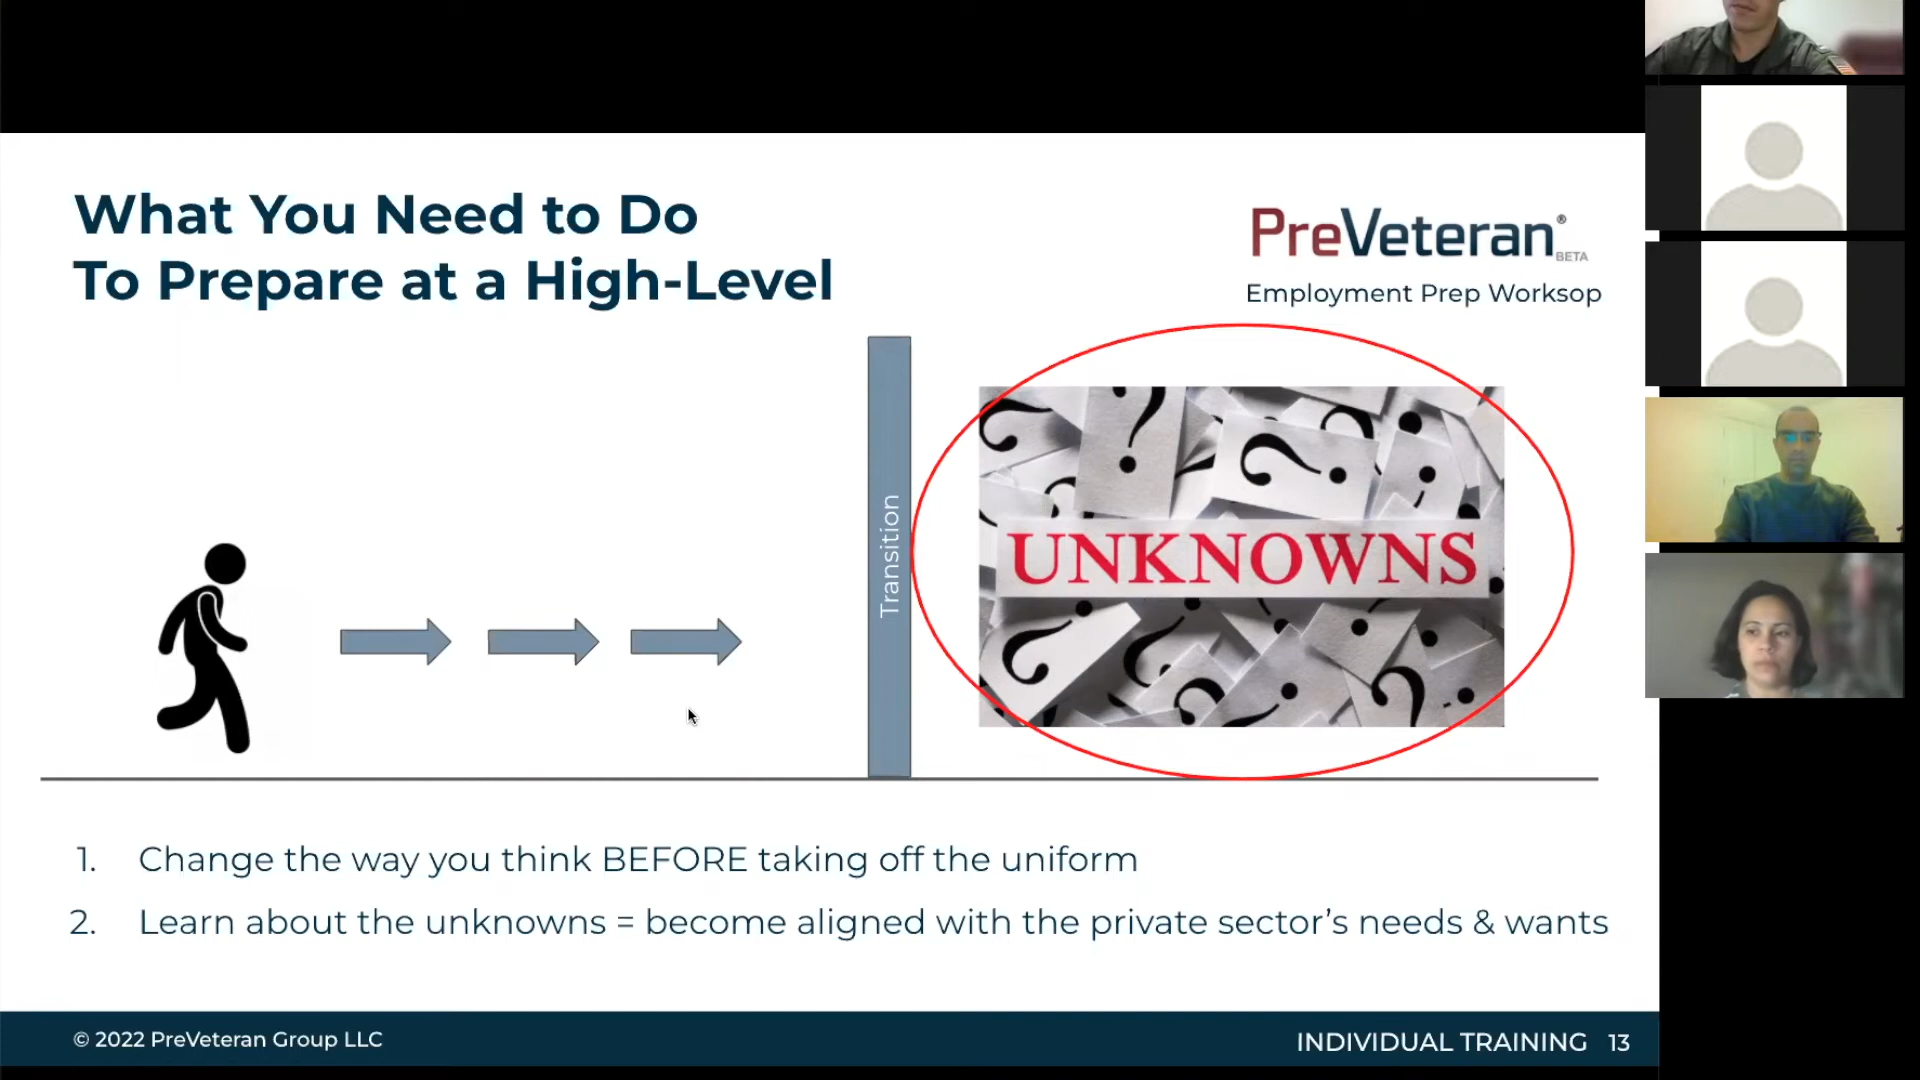 What You Need to Do
To Prepare at a High-Level
PreVeteran®
BETA
Employment Prep Worksop
Transition
UNKNOWNS
1. Change the way you think BEFORE taking off the uniform
2. Learn about the unknowns = become aligned with the private sector’s needs & wants
© 2022 PreVeteran Group LLC
INDIVIDUAL TRAINING 13